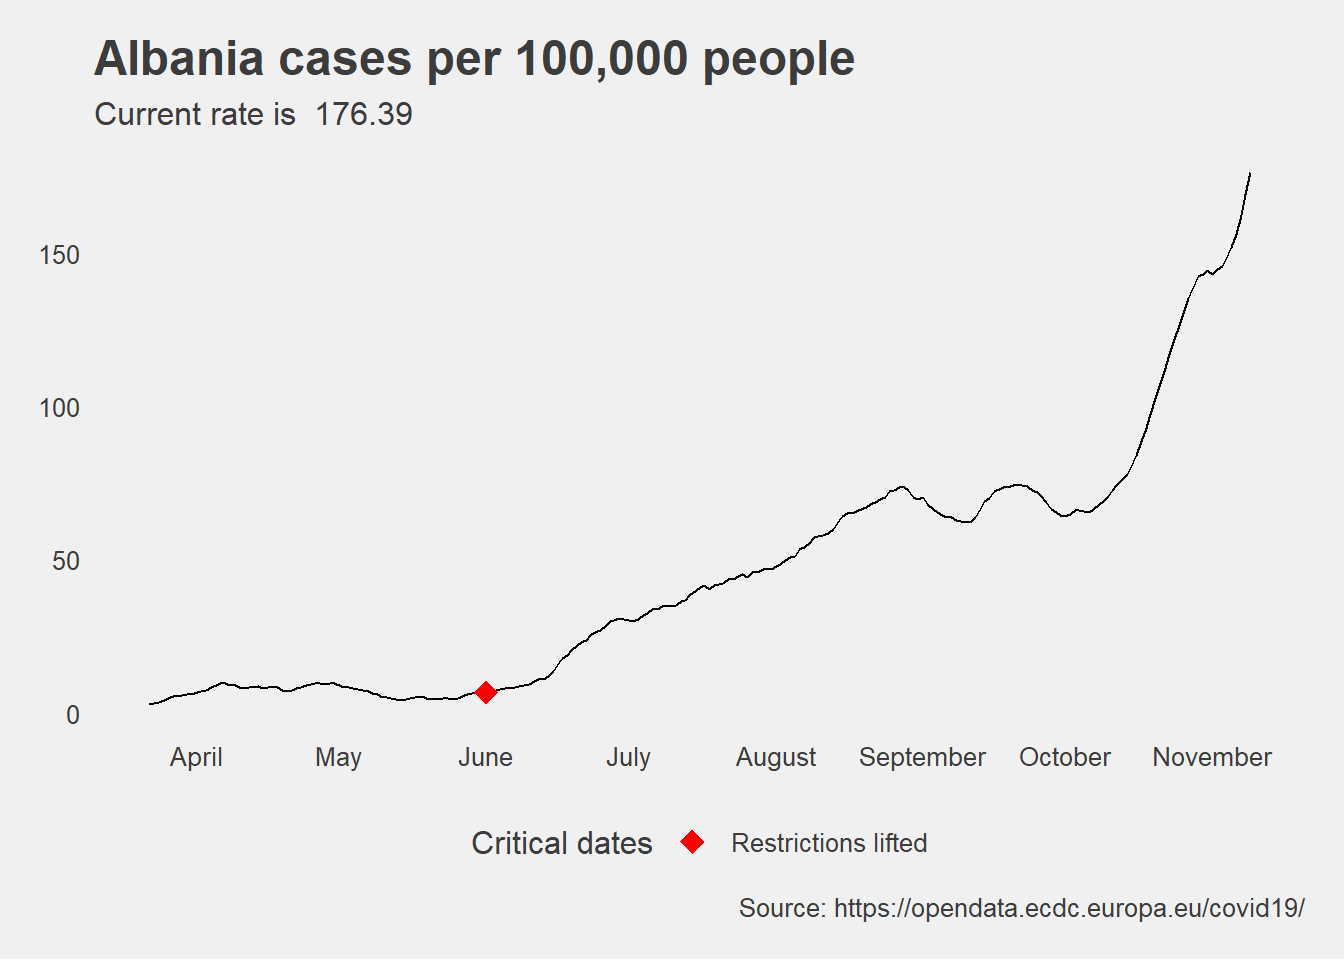 Albania cases per 100,000 people
Current rate is  176.39
150
100
50
0
April May June July August September October November
Critical dates Restrictions lifted
Source: https://opendata.ecdc.europa.eu/covid19/